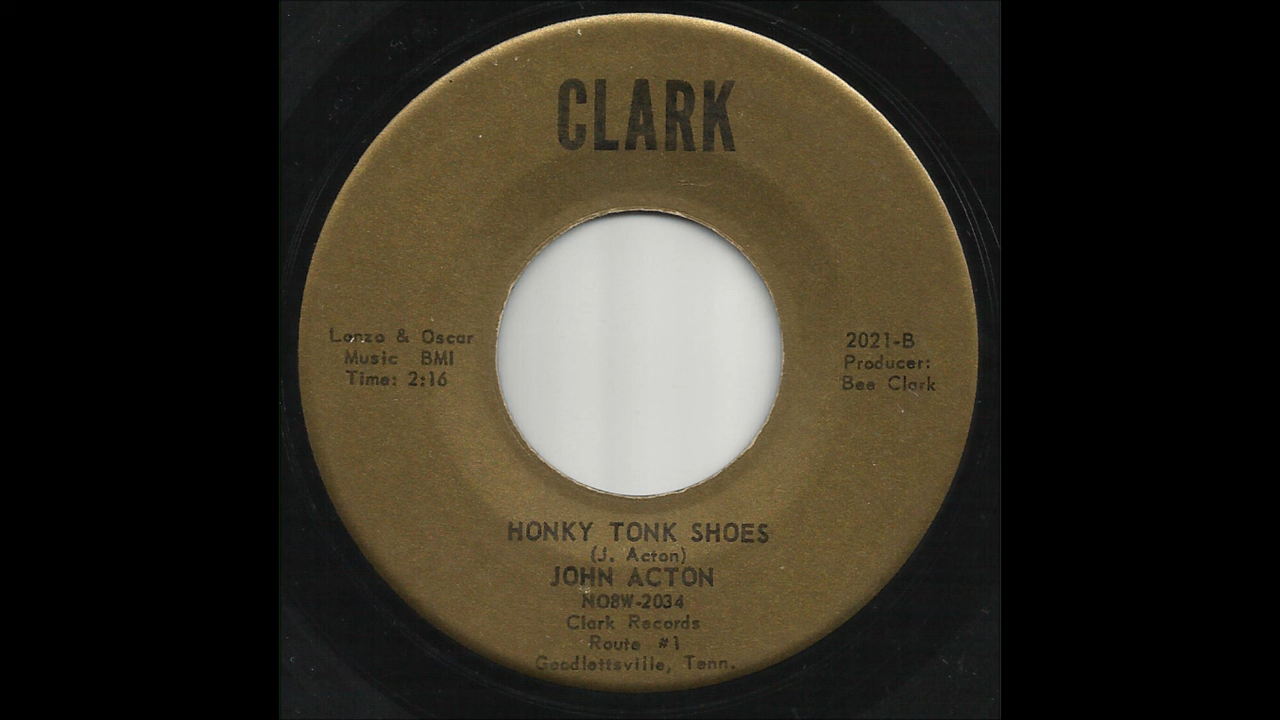 CLARK
Lonzo & Oscar
Music BMI
Time: 2:16
2021-B
Producer:
Bee Clark
HONKY TONK SHOES
(J. Acton)
JOHN ACTON
NO8W-2034
Clark Records
Route #1
Goodlettsville, Tenn.